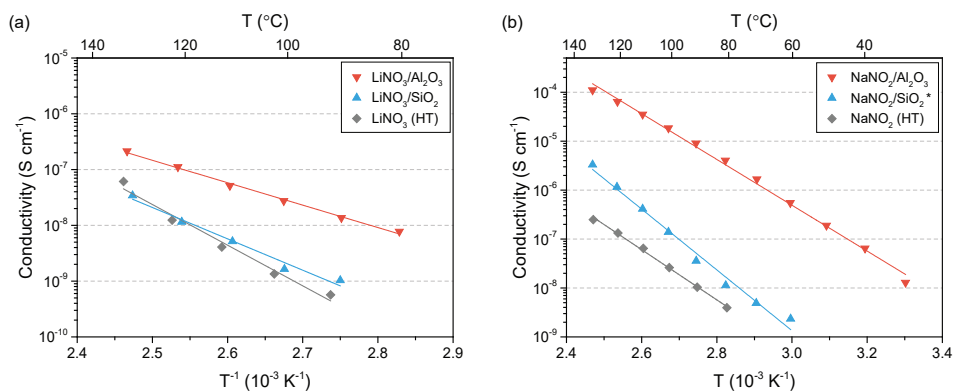 (a)
T (°C)
140 120 100 80
10⁻⁵
10⁻⁶
10⁻⁷
10⁻⁸
10⁻⁹
10⁻¹⁰
Conductivity (S cm⁻¹)
LiNO₃/Al₂O₃
LiNO₃/SiO₂
LiNO₃ (HT)
2.4 2.5 2.6 2.7 2.8 2.9
T⁻¹ (10⁻³ K⁻¹)
(b)
T (°C)
140 120 100 80 60 40
10⁻⁴
10⁻⁵
10⁻⁶
10⁻⁷
10⁻⁸
10⁻⁹
Conductivity (S cm⁻¹)
NaNO₂/Al₂O₃
NaNO₂/SiO₂ *
NaNO₂ (HT)
2.4 2.6 2.8 3.0 3.2 3.4
T (10⁻³ K⁻¹)